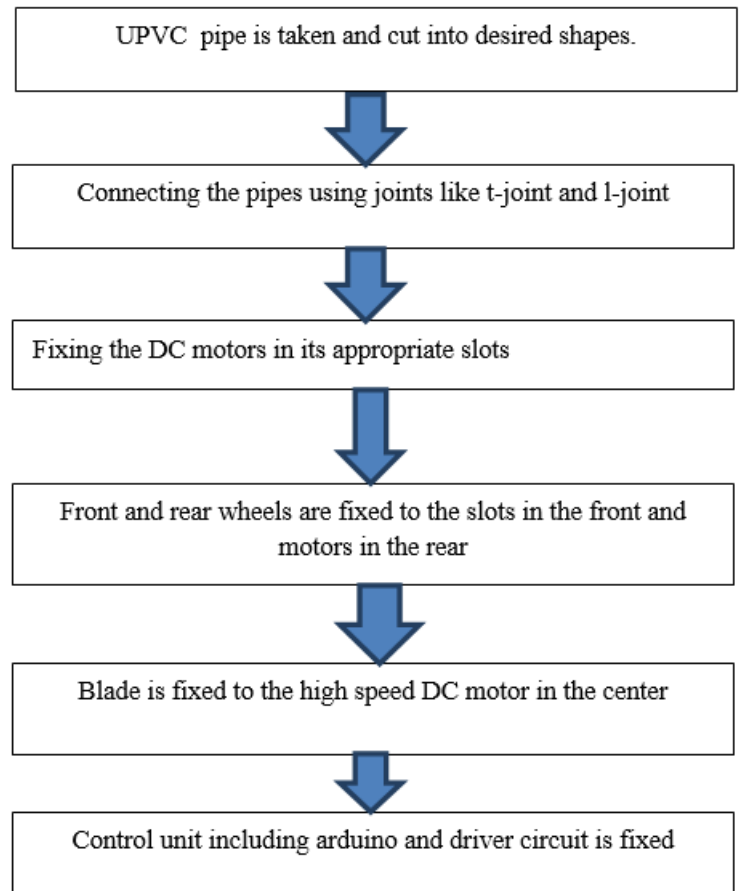 UPVC  pipe is taken and cut into desired shapes.
Connecting the pipes using joints like t-joint and l-joint
Fixing the DC motors in its appropriate slots
Front and rear wheels are fixed to the slots in the front and
motors in the rear
Blade is fixed to the high speed DC motor in the center
Control unit including arduino and driver circuit is fixed